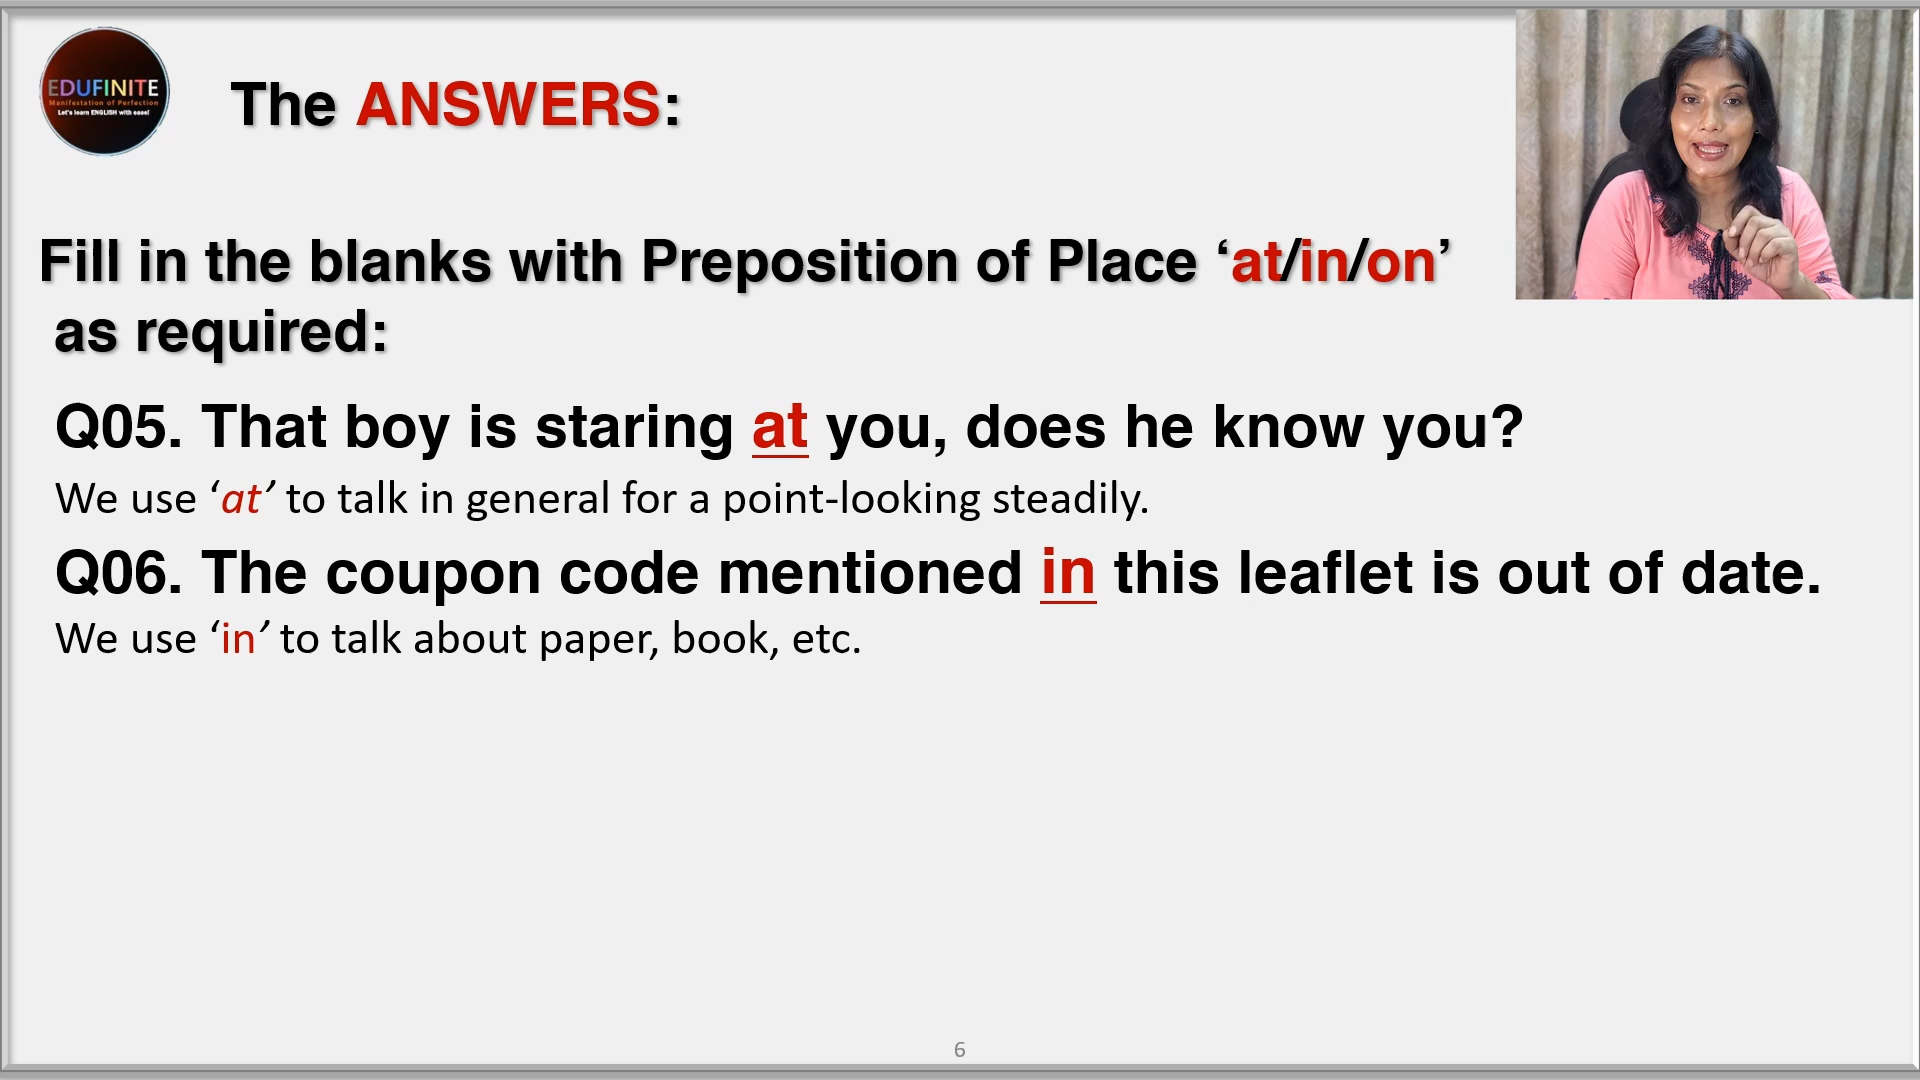 EDUFINITE
Manifestation of Perfection
Let's learn ENGLISH with ease!
The ANSWERS:
Fill in the blanks with Preposition of Place ‘at/in/on’
as required:
Q05. That boy is staring at you, does he know you?
We use ‘at’ to talk in general for a point-looking steadily.
Q06. The coupon code mentioned in this leaflet is out of date.
We use ‘in’ to talk about paper, book, etc.
6